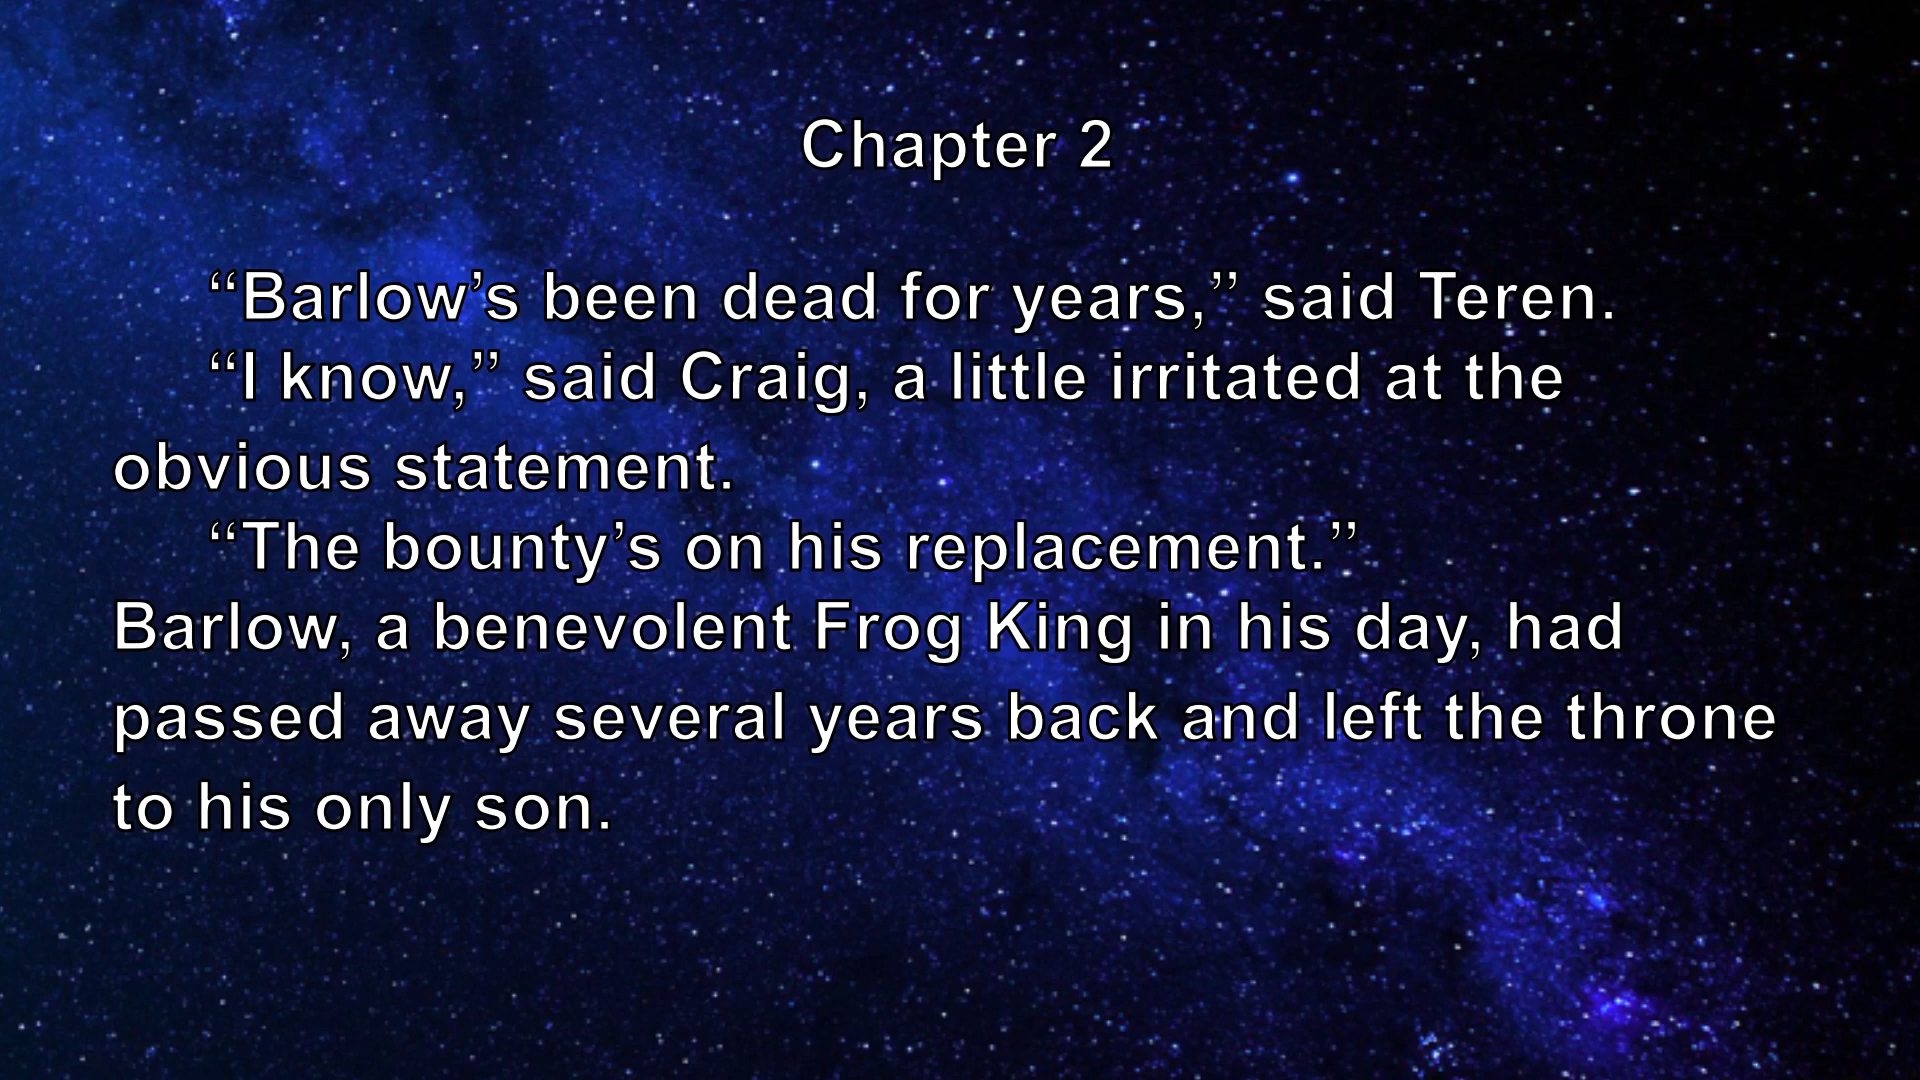 Chapter 2
“Barlow’s been dead for years,” said Teren.
“I know,” said Craig, a little irritated at the
obvious statement.
“The bounty’s on his replacement.”
Barlow, a benevolent Frog King in his day, had
passed away several years back and left the throne
to his only son.